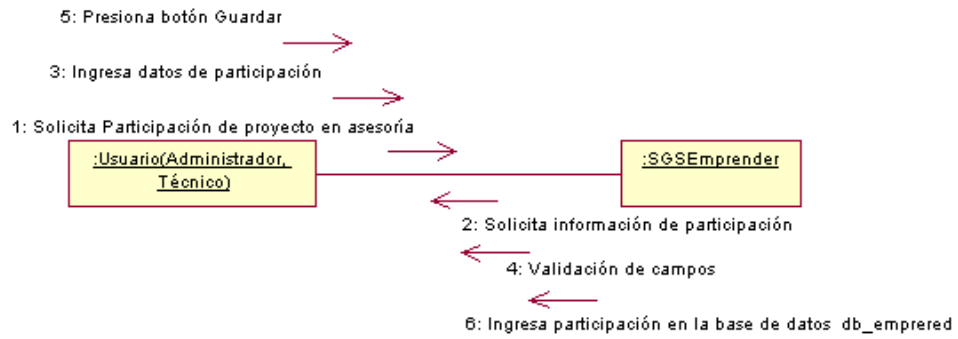 5: Presiona botón Guardar
3: Ingresa datos de participación
1: Solicita Participación de proyecto en asesoría
:Usuario(Administrador,
Técnico)
:SGSEmprender
2: Solicita información de participación
4: Validación de campos
6: Ingresa participación en la base de datos db_emprered